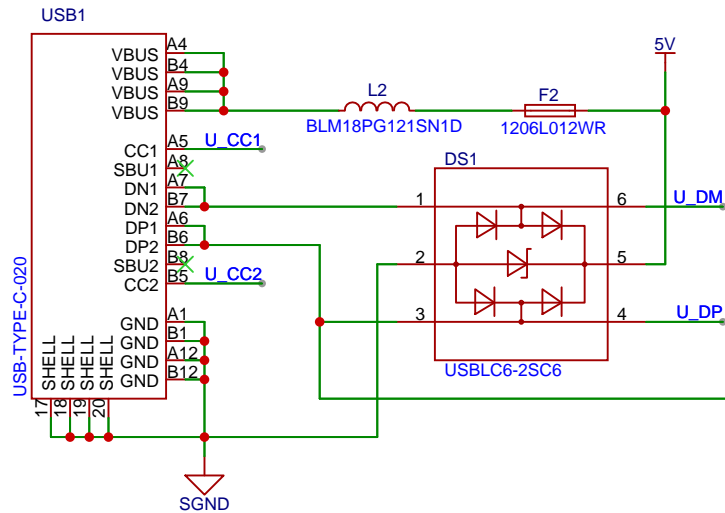 USB1
VBUS A4
VBUS B4
VBUS A9
VBUS B9
CC1 A5 U_CC1
SBU1 A8
DN1 A7
DN2 B7
DP1 A6
DP2 B6
SBU2 B8
CC2 B5 U_CC2
GND A1
GND B1
GND A12
GND B12
SHELL 17
SHELL 18
SHELL 19
SHELL 20
USB-TYPE-C-020
SGND
L2
BLM18PG121SN1D
F2
1206L012WR
5V
DS1
1
2
3
6
5
4
USBLC6-2SC6
U_DM
U_DP